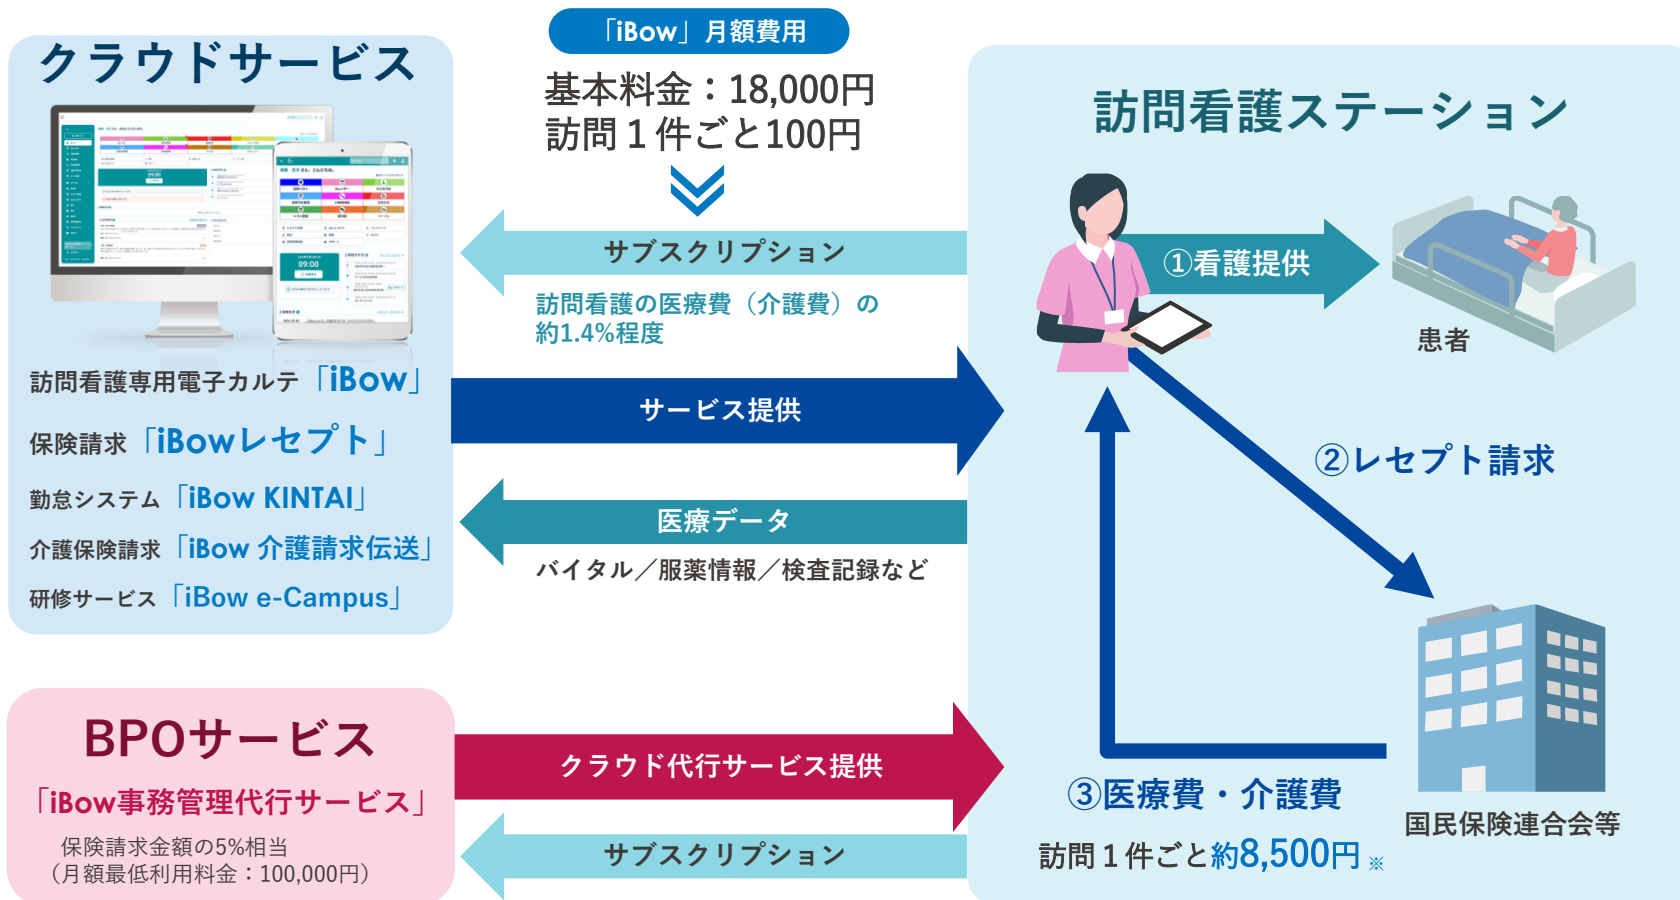 クラウドサービス
訪問看護専用電子カルテ「iBow」
保険請求「iBowレセプト」
勤怠システム「iBow KINTAI」
介護保険請求「iBow 介護請求伝送」
研修サービス「iBow e-Campus」
BPOサービス
「iBow事務管理代行サービス」
保険請求金額の5%相当
（月額最低利用料金：100,000円）
「iBow」月額費用
基本料金：18,000円
訪問１件ごと100円
サブスクリプション
訪問看護の医療費（介護費）の
約1.4%程度
サービス提供
医療データ
バイタル／服薬情報／検査記録など
クラウド代行サービス提供
サブスクリプション
訪問看護ステーション
①看護提供
患者
②レセプト請求
③医療費・介護費
訪問１件ごと約8,500円 ※
国民保険連合会等
09:00
09:00